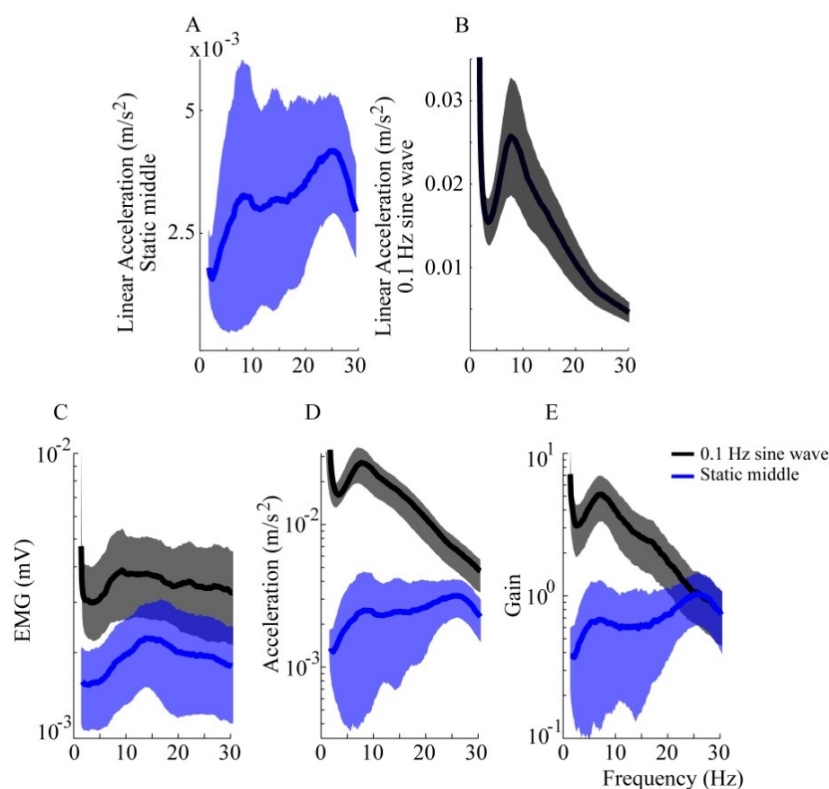 A
x10-3
5
2.5
Linear Acceleration (m/s2)
Static middle
0 10 20 30
B
0.03
0.02
0.01
Linear Acceleration (m/s2)
0.1 Hz sine wave
0 10 20 30
C
10-2
10-3
EMG (mV)
0 10 20 30
D
10-2
10-3
Acceleration (m/s2)
0 10 20 30
E
101
100
10-1
Gain
0 10 20 30
Frequency (Hz)
0.1 Hz sine wave
Static middle